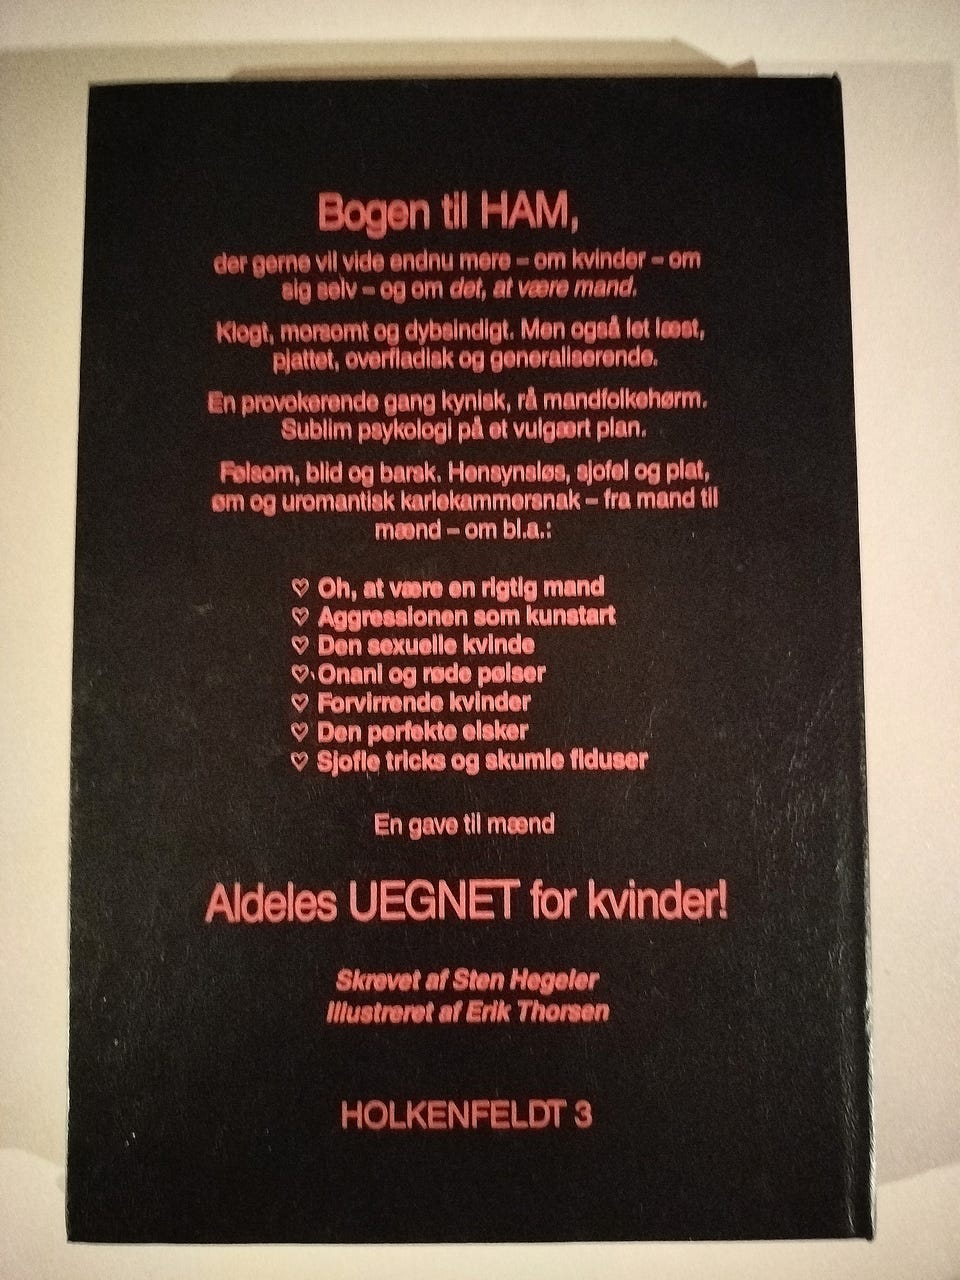 Bogen til HAM,
der gerne vil vide endnu mere – om kvinder – om
sig selv – og om det, at være mand.
Klogt, morsomt og dybsindigt. Men også let læst,
pjattet, overfladisk og generaliserende.
En provokerende gang kynisk, rå mandfolkehørm.
Sublim psykologi på et vulgært plan.
Følsom, blid og barsk. Hensynsløs, sjofel og plat,
øm og uromantisk karlekammersnak – fra mand til
mænd – om bl.a.:
♡ Oh, at være en rigtig mand
♡ Aggressionen som kunstart
♡ Den sexuelle kvinde
♡ Onani og røde pølser
♡ Forvirrende kvinder
♡ Den perfekte elsker
♡ Sjofle tricks og skumle fiduser
En gave til mænd
Aldeles UEGNET for kvinder!
Skrevet af Sten Hegeler
Illustreret af Erik Thorsen
HOLKENFELDT 3